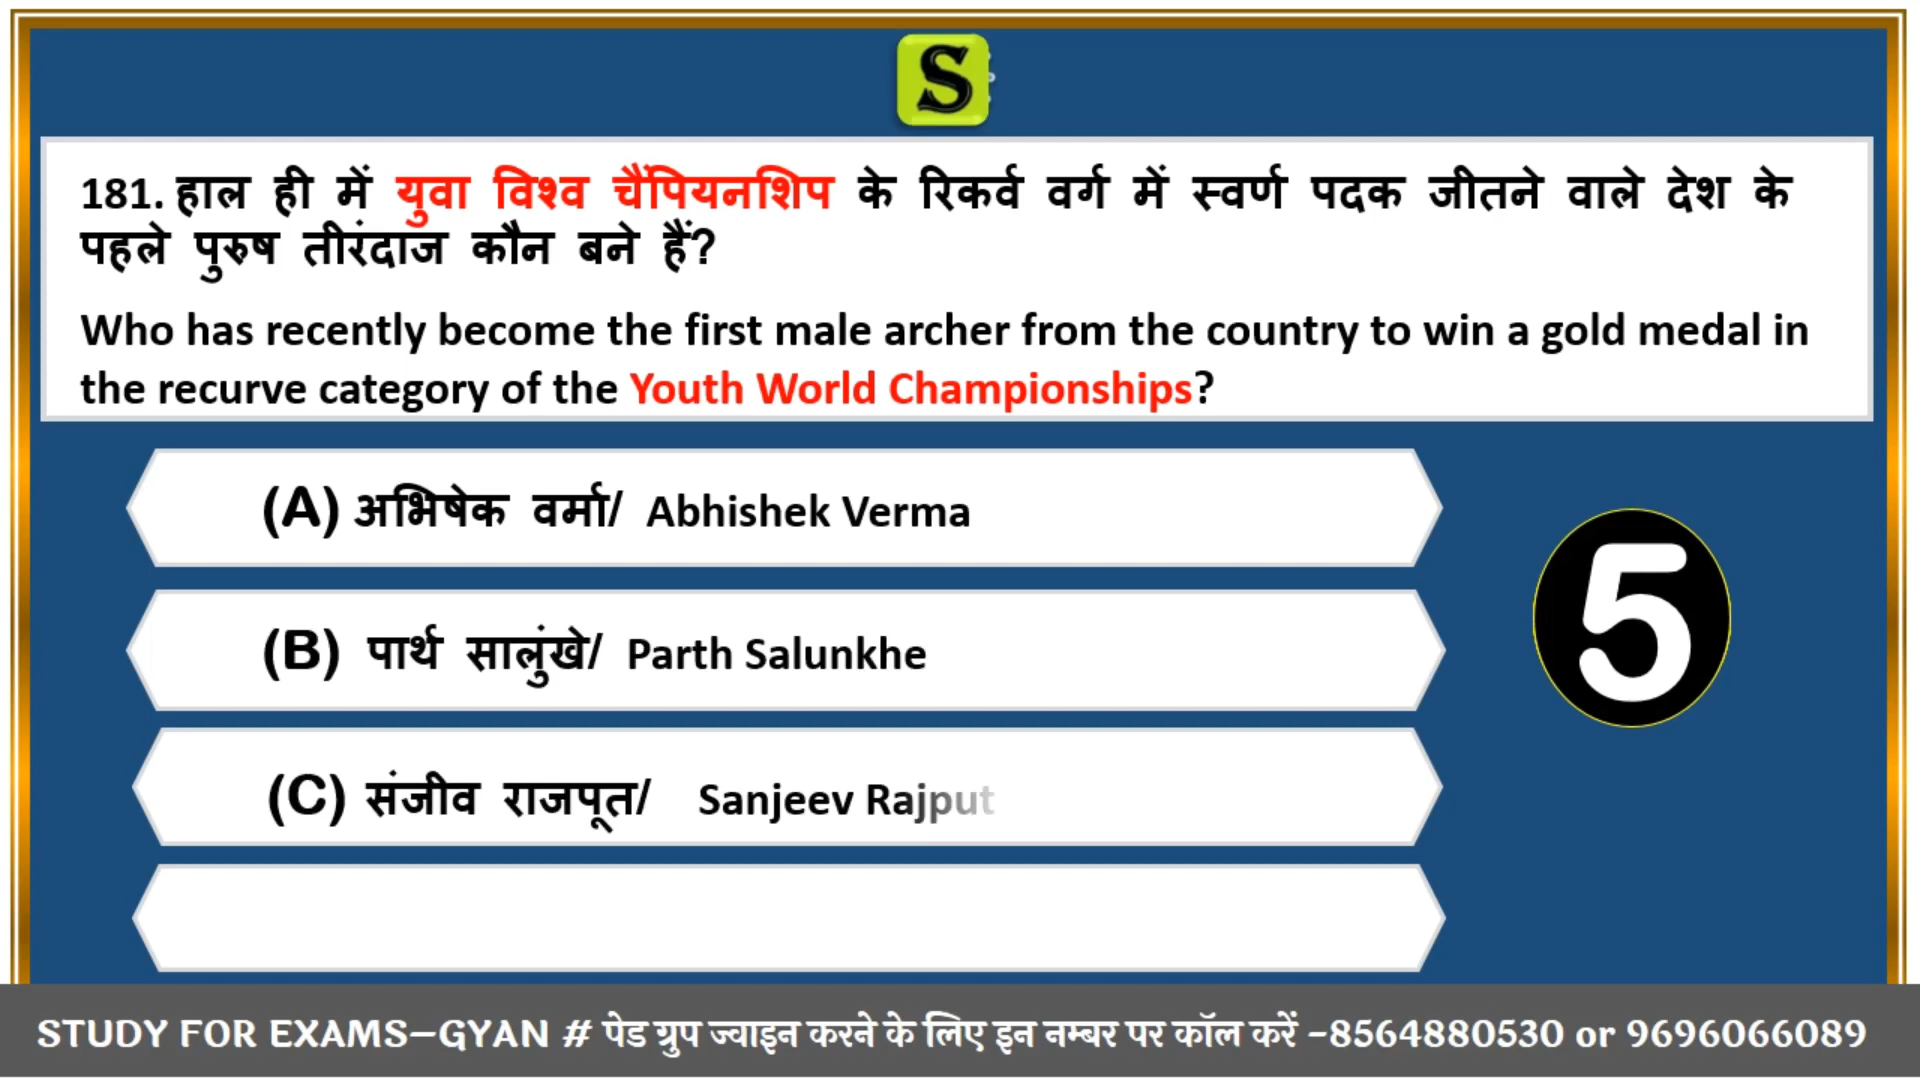 S
181. हाल ही में युवा विश्व चैंपियनशिप के रिकर्व वर्ग में स्वर्ण पदक जीतने वाले देश के
पहले पुरुष तीरंदाज कौन बने हैं?
Who has recently become the first male archer from the country to win a gold medal in
the recurve category of the Youth World Championships?
(A) अभिषेक वर्मा/ Abhishek Verma
(B) पार्थ सालुंखे/ Parth Salunkhe
(C) संजीव राजपूत/ Sanjeev Rajput
5
STUDY FOR EXAMS–GYAN # पेड ग्रुप ज्वाइन करने के लिए इन नम्बर पर कॉल करें –8564880530 or 9696066089